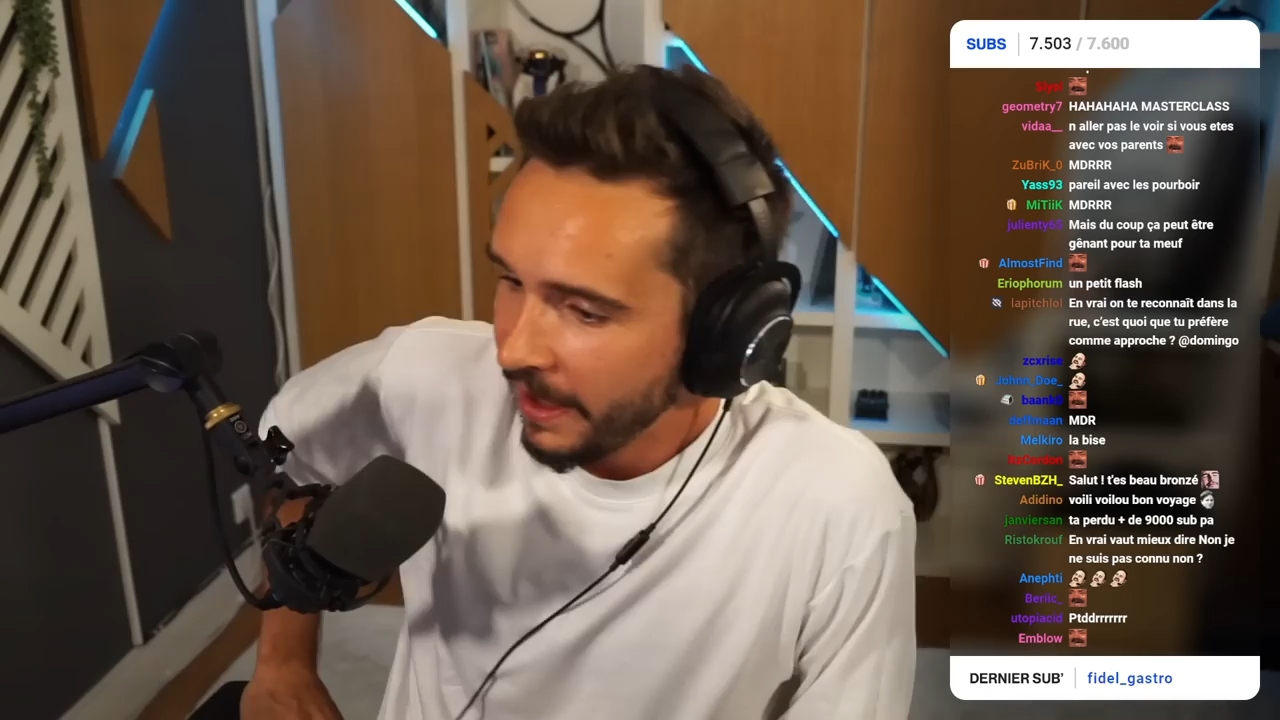 SUBS 7.503 / 7.600
geometry7 HAHAHAHA MASTERCLASS
vidaa__ n aller pas le voir si vous etes
avec vos parents
ZuBriK_0 MDRRR
Yass93 pareil avec les pourboir
MiTiiK MDRRR
julienty65 Mais du coup ça peut être
gênant pour ta meuf
AlmostFind
Eriophorum un petit flash
lapitchlol En vrai on te reconnaît dans la
rue, c'est quoi que tu préfère
comme approche ? @domingo
zcxrise
Johnn_Doe_
MDR
Melkiro la bise
StevenBZH_ Salut ! t'es beau bronzé
Adidino voili voilou bon voyage
janviersan ta perdu + de 9000 sub pa
Ristokrouf En vrai vaut mieux dire Non je
ne suis pas connu non ?
Anephti
Beriic_
utopiacid Ptddrrrrrrr
Emblow
DERNIER SUB' fidel_gastro